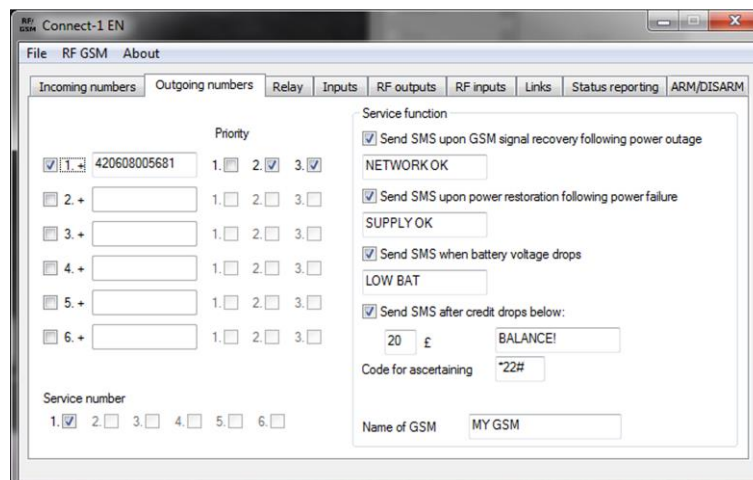 RF/
GSM Connect-1 EN
File RF GSM About
Incoming numbers Outgoing numbers Relay Inputs RF outputs RF inputs Links Status reporting ARM/DISARM
Priority
1. + 420608005681 1. 2. 3.
2. + 1. 2. 3.
3. + 1. 2. 3.
4. + 1. 2. 3.
5. + 1. 2. 3.
6. + 1. 2. 3.
Service number
1. 2. 3. 4. 5. 6.
Service function
Send SMS upon GSM signal recovery following power outage
NETWORK OK
Send SMS upon power restoration following power failure
SUPPLY OK
Send SMS when battery voltage drops
LOW BAT
Send SMS after credit drops below:
20 £ BALANCE!
Code for ascertaining *22#
Name of GSM MY GSM